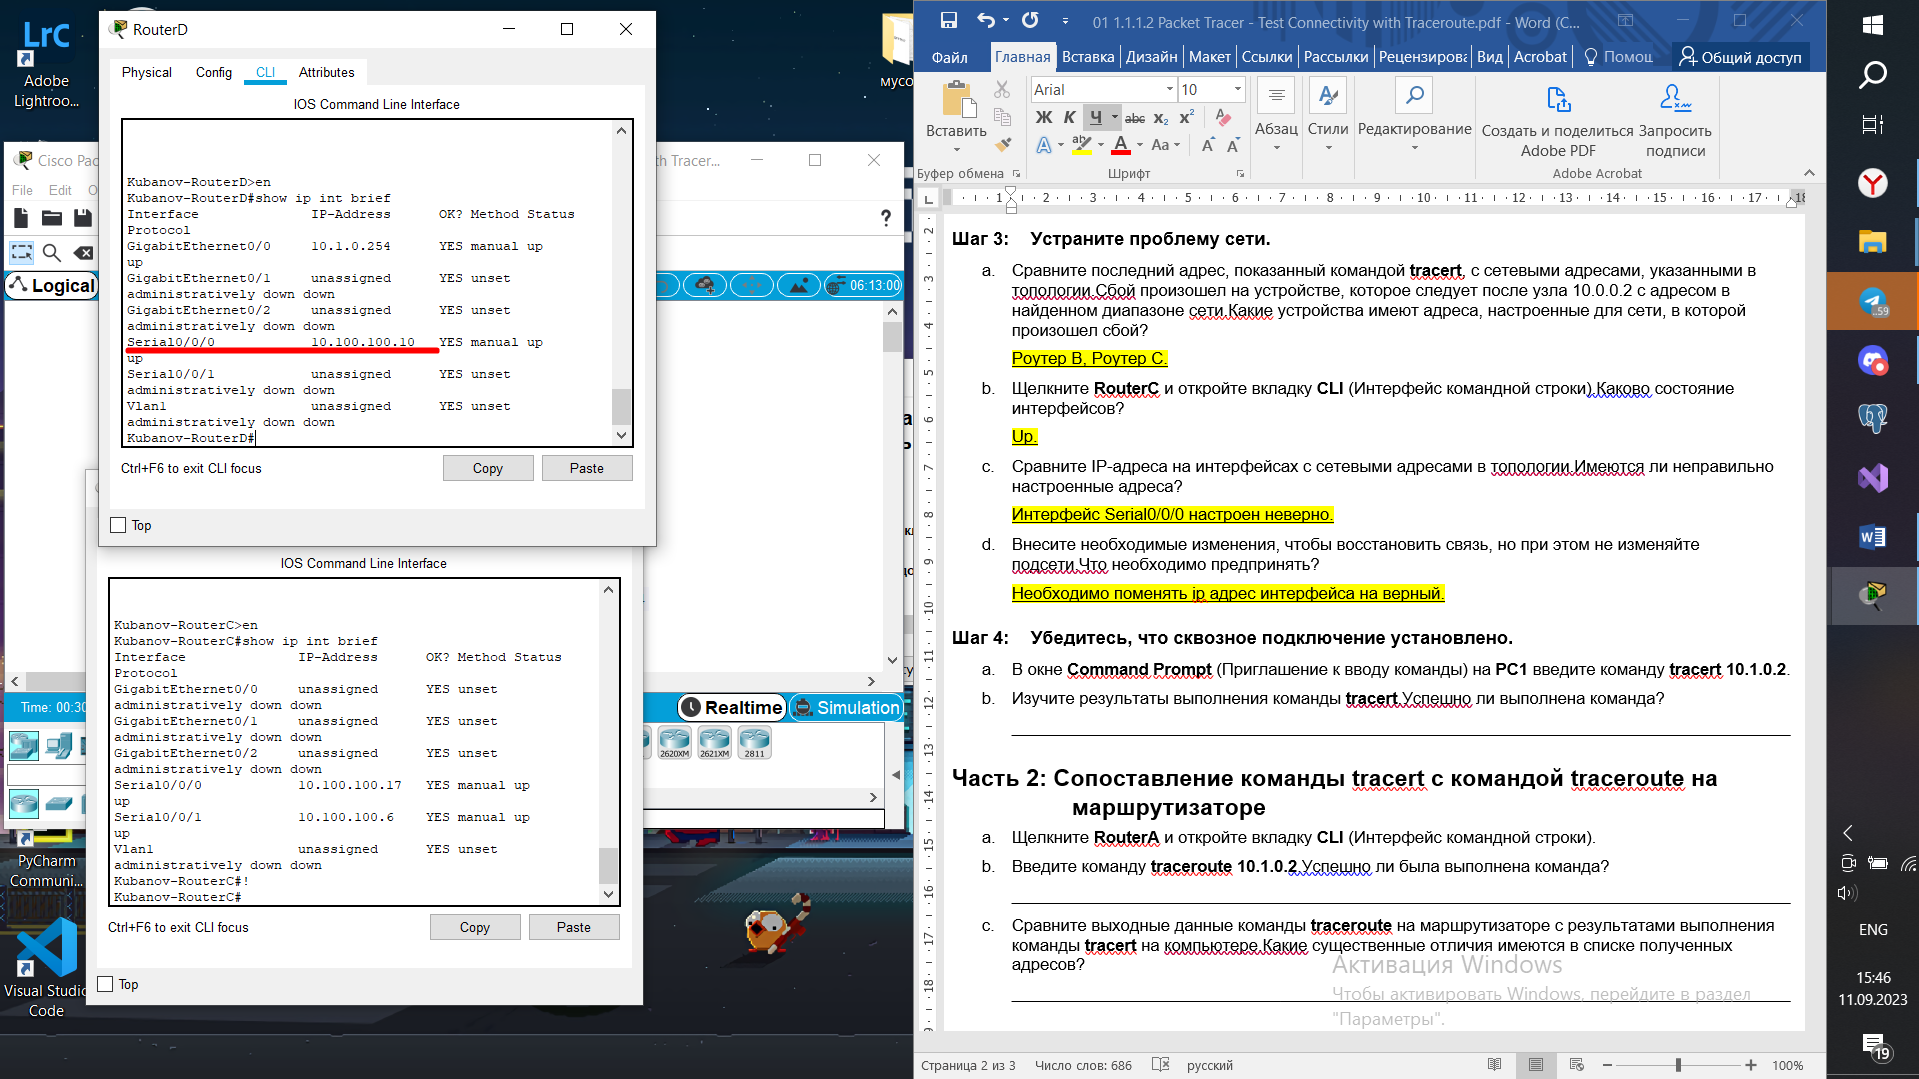 Adobe
Lightroo...
RouterD
Physical
Config
CLI
Attributes
IOS Command Line Interface
Kubanov-RouterD>en
Kubanov-RouterD#show ip int brief
Interface IP-Address OK? Method Status
Protocol
GigabitEthernet0/0 10.1.0.254 YES manual up
up
GigabitEthernet0/1 unassigned YES unset
administratively down down
GigabitEthernet0/2 unassigned YES unset
administratively down down
Serial0/0/0 10.100.100.10 YES manual up
up
Serial0/0/1 unassigned YES unset
administratively down down
Vlan1 unassigned YES unset
administratively down down
Kubanov-RouterD#
Ctrl+F6 to exit CLI focus
Copy
Paste
Top
Cisco Pac
th Tracer...
File Edit O
Logical
06:13:00
IOS Command Line Interface
Kubanov-RouterC>en
Kubanov-RouterC#show ip int brief
Interface IP-Address OK? Method Status
Protocol
GigabitEthernet0/0 unassigned YES unset
administratively down down
GigabitEthernet0/1 unassigned YES unset
administratively down down
GigabitEthernet0/2 unassigned YES unset
administratively down down
Serial0/0/0 10.100.100.17 YES manual up
up
Serial0/0/1 10.100.100.6 YES manual up
up
Vlan1 unassigned YES unset
administratively down down
Kubanov-RouterC#!
Kubanov-RouterC#
Ctrl+F6 to exit CLI focus
Copy
Paste
Top
Time: 00:30
Realtime
Simulation
2620XM
2621XM
2811
PyCharm
Communi...
Visual Studio
Code
мусо
01 1.1.1.2 Packet Tracer - Test Connectivity with Traceroute.pdf - Word (С...
Файл Главная Вставка Дизайн Макет Ссылки Рассылки Рецензирова Вид Acrobat Помощ Общий доступ
Вставить
Буфер обмена
Arial 10
Ж К Ч abc x₂ x²
Шрифт
Абзац
Стили
Редактирование
Создать и поделиться
Adobe PDF
Запросить
подписи
Adobe Acrobat
Шаг 3: Устраните проблему сети.
a. Сравните последний адрес, показанный командой tracert, с сетевыми адресами, указанными в
топологии.Сбой произошел на устройстве, которое следует после узла 10.0.0.2 с адресом в
найденном диапазоне сети.Какие устройства имеют адреса, настроенные для сети, в которой
произошел сбой?
Роутер В, Роутер С.
b. Щелкните RouterC и откройте вкладку CLI (Интерфейс командной строки).Каково состояние
интерфейсов?
Up.
c. Сравните IP-адреса на интерфейсах с сетевыми адресами в топологии.Имеются ли неправильно
настроенные адреса?
Интерфейс Serial0/0/0 настроен неверно.
d. Внесите необходимые изменения, чтобы восстановить связь, но при этом не изменяйте
подсети.Что необходимо предпринять?
Необходимо поменять ip адрес интерфейса на верный.
Шаг 4: Убедитесь, что сквозное подключение установлено.
a. В окне Command Prompt (Приглашение к вводу команды) на PC1 введите команду tracert 10.1.0.2.
b. Изучите результаты выполнения команды tracert.Успешно ли выполнена команда?
Часть 2: Сопоставление команды tracert с командой traceroute на
маршрутизаторе
a. Щелкните RouterA и откройте вкладку CLI (Интерфейс командной строки).
b. Введите команду traceroute 10.1.0.2.Успешно ли была выполнена команда?
c. Сравните выходные данные команды traceroute на маршрутизаторе с результатами выполнения
команды tracert на компьютере.Какие существенные отличия имеются в списке полученных
адресов?
Активация Windows
Чтобы активировать Windows, перейдите в раздел
"Параметры".
Страница 2 из 3 Число слов: 686 русский 100%
59
ENG
15:46
11.09.2023
19